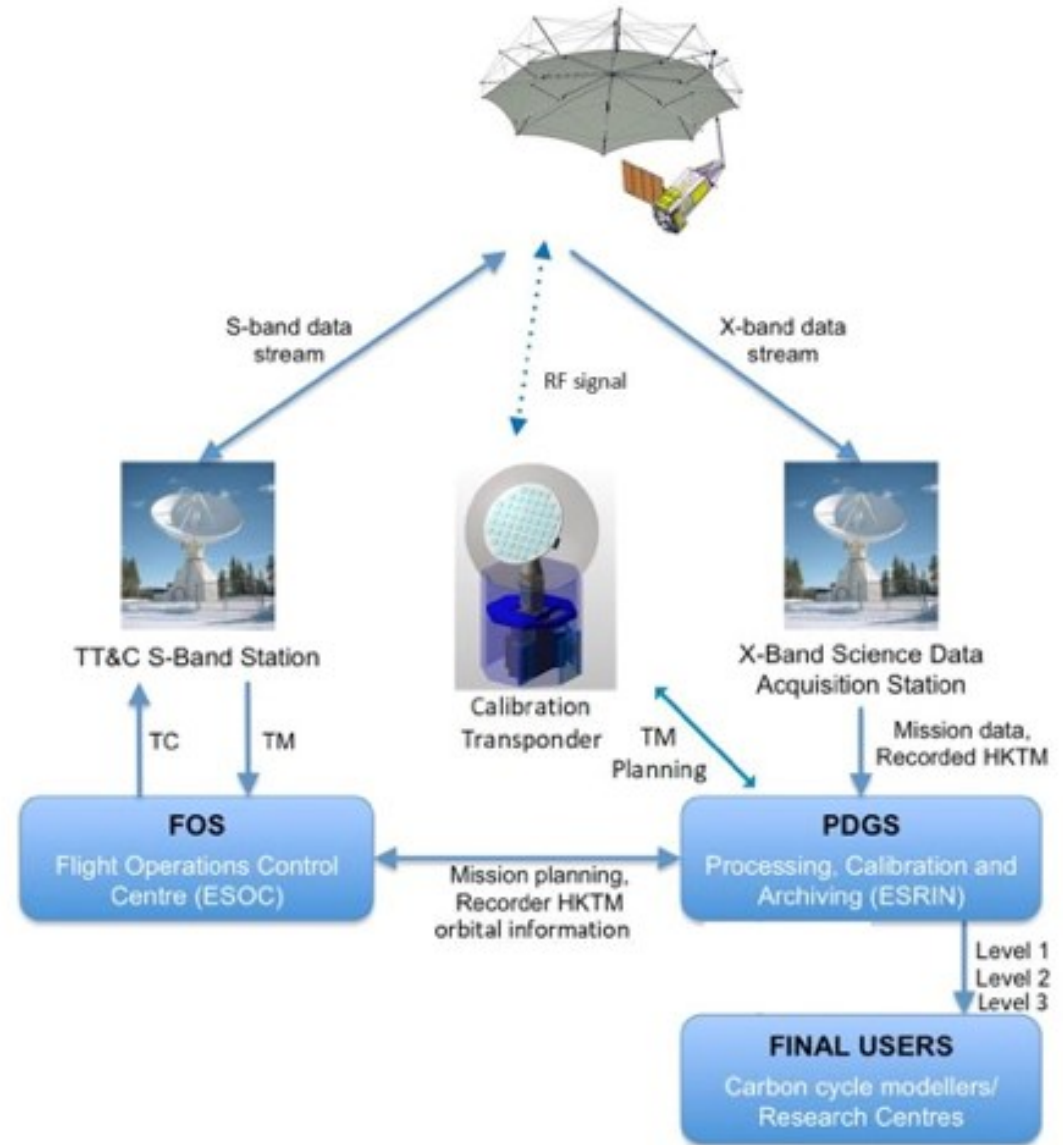 S-band data
stream
X-band data
stream
RF signal
TT&C S-Band Station
Calibration
Transponder
X-Band Science Data
Acquisition Station
TC
TM
TM
Planning
Mission data,
Recorded HKTM
FOS
Flight Operations Control
Centre (ESOC)
Mission planning,
Recorder HKTM
orbital information
PDGS
Processing, Calibration and
Archiving (ESRIN)
Level 1
Level 2
Level 3
FINAL USERS
Carbon cycle modellers/
Research Centres